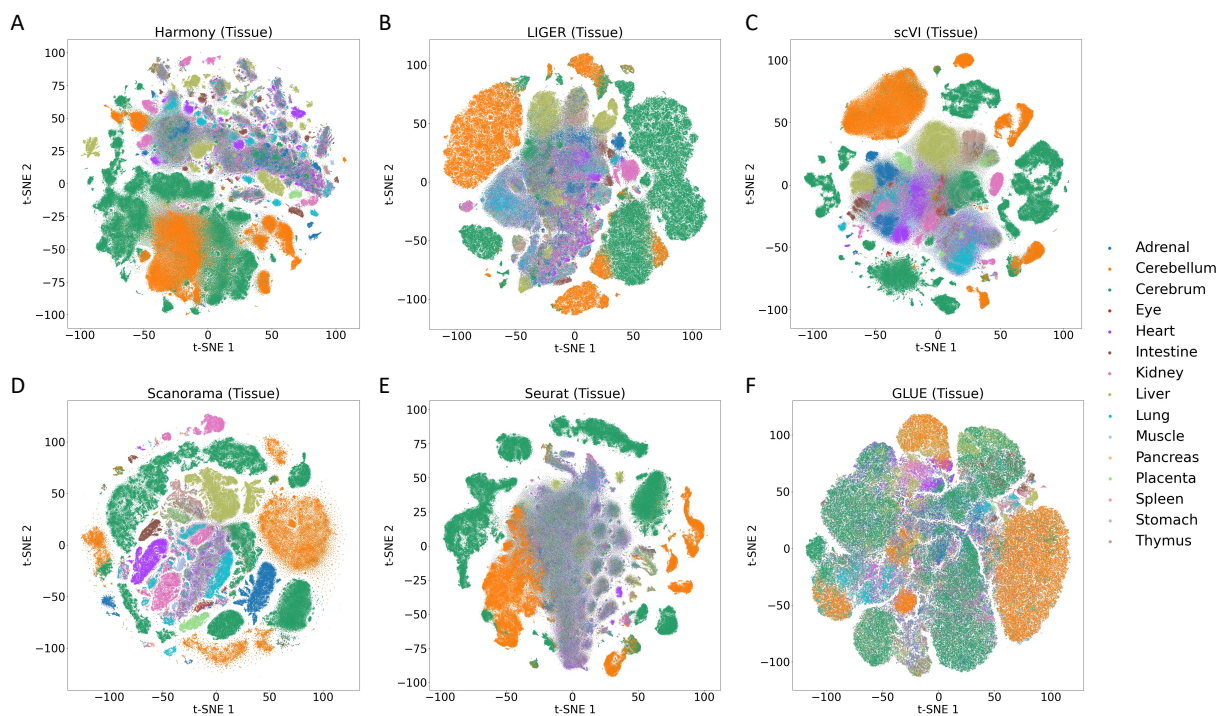 A
Harmony (Tissue)
100
75
50
25
0
−25
−50
−75
−100
−100
−50
0
50
100
t-SNE 1
t-SNE 2
B
LIGER (Tissue)
100
50
0
−50
−100
−100
−50
0
50
100
t-SNE 1
t-SNE 2
C
scVI (Tissue)
100
50
0
−50
−100
−100
−50
0
50
100
t-SNE 1
t-SNE 2
D
Scanorama (Tissue)
100
50
0
−50
−100
−100
−50
0
50
100
t-SNE 1
t-SNE 2
E
Seurat (Tissue)
100
75
50
25
0
−25
−50
−75
−100
−100
−50
0
50
100
t-SNE 1
t-SNE 2
F
GLUE (Tissue)
100
50
0
−50
−100
−100
−50
0
50
100
t-SNE 1
t-SNE 2
Adrenal
Cerebellum
Cerebrum
Eye
Heart
Intestine
Kidney
Liver
Lung
Muscle
Pancreas
Placenta
Spleen
Stomach
Thymus